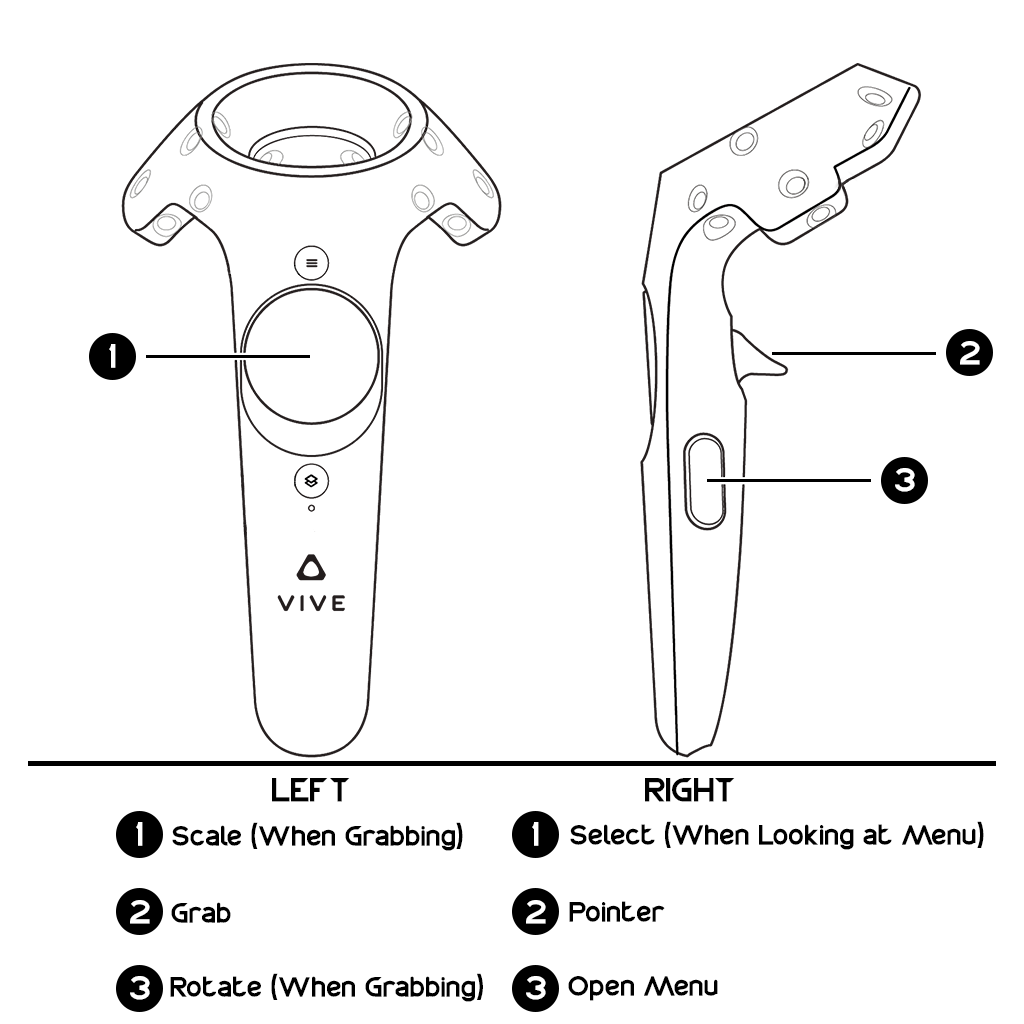 1
2
3
VIVE
LEFT RIGHT
1 Scale (When Grabbing) 1 Select (When Looking at Menu)
2 Grab 2 Pointer
3 Rotate (When Grabbing) 3 Open Menu